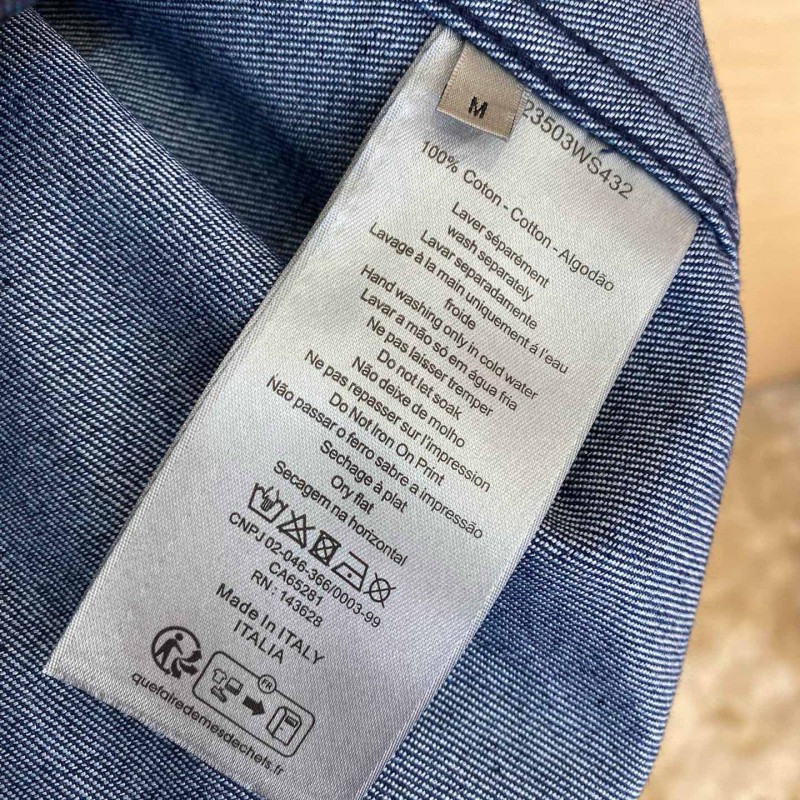 M
23503WS432
100% Coton - Cotton - Algodão
Laver séparément
wash separately
Lavar separadamente
Lavage à la main uniquement á l'eau
froide
Hand washing only in cold water
Lavar a mão só em água fria
Ne pas laisser tremper
Do not let soak
Não deixe de molho
Ne pas repasser sur l'impression
Do Not Iron On Print
Não passar o ferro sabre a impressão
Sechage à plat
Ory flat
Secagem na horizontal
CNPJ 02-046-366/0003-99
CA65281
RN : 143628
Made In ITALY
ITALIA
FR
quefairedemesdechets.fr